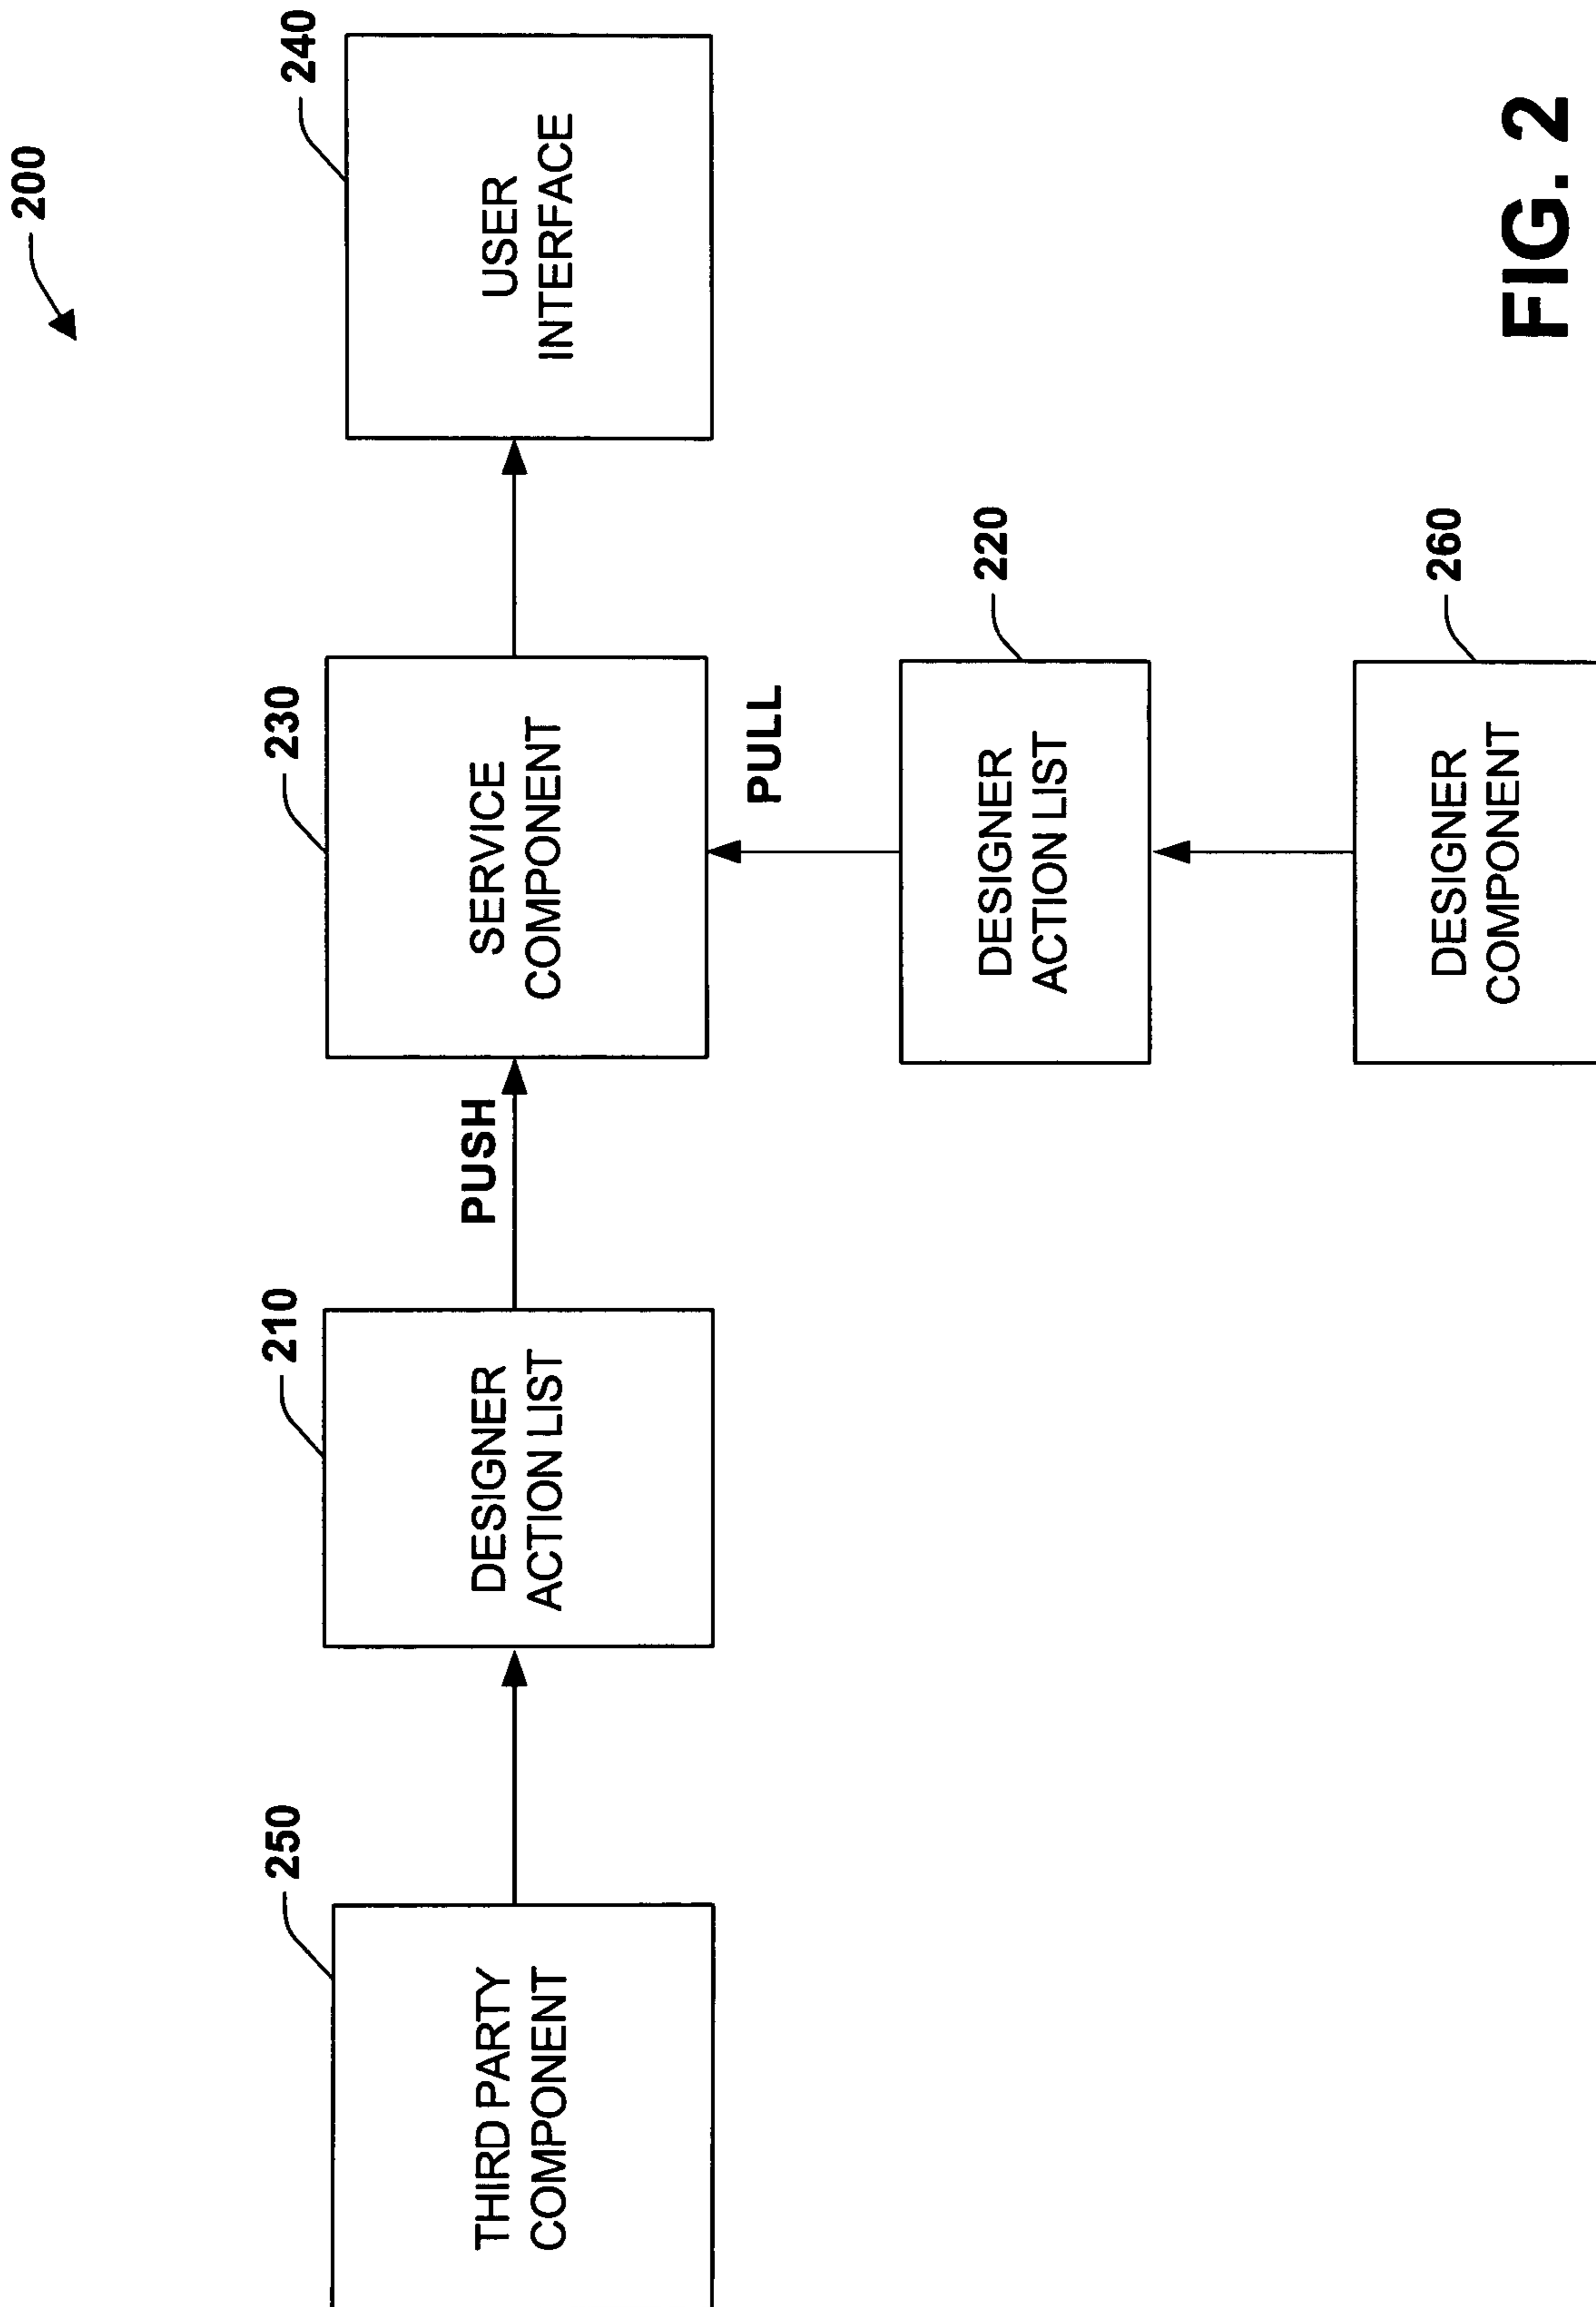 200
250
210
230
240
THIRD PARTY
COMPONENT
DESIGNER
ACTION LIST
PUSH
SERVICE
COMPONENT
USER
INTERFACE
PULL
220
DESIGNER
ACTION LIST
260
DESIGNER
COMPONENT
FIG. 2